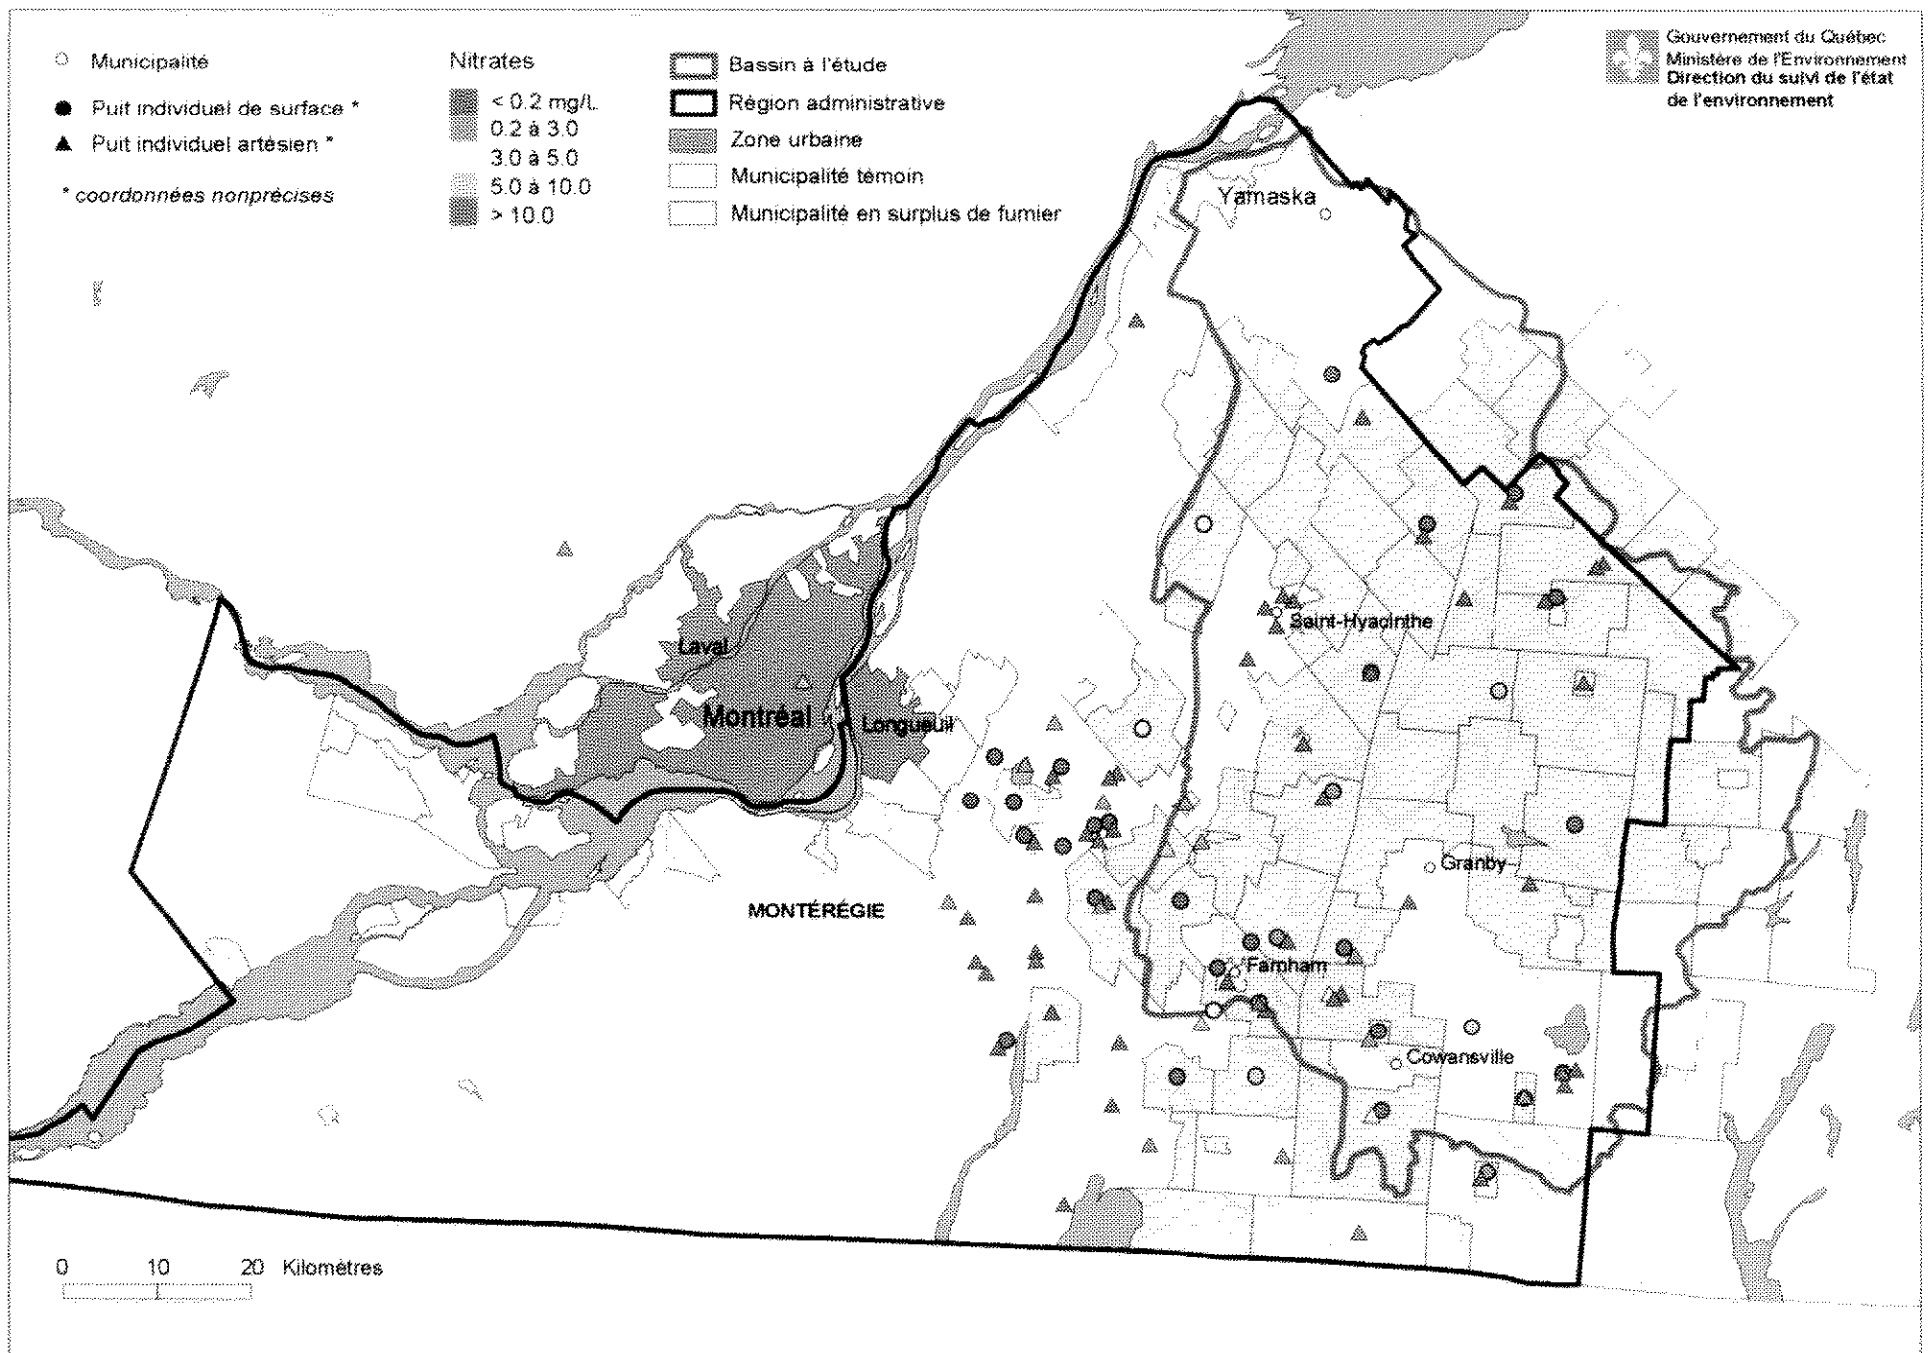 Municipalité
Puit individuel de surface *
Puit individuel artésien *
* coordonnées nonprécises
Nitrates
< 0.2 mg/L
0.2 à 3.0
3.0 à 5.0
5.0 à 10.0
> 10.0
Bassin à l'étude
Région administrative
Zone urbaine
Municipalité témoin
Municipalité en surplus de fumier
Gouvernement du Québec
Ministère de l'Environnement
Direction du suivi de l'état
de l'environnement
Yamaska
Saint-Hyacinthe
Laval
Montréal
Longueuil
Granby
MONTÉRÉGIE
Farnham
Cowansville
0 10 20 Kilomètres